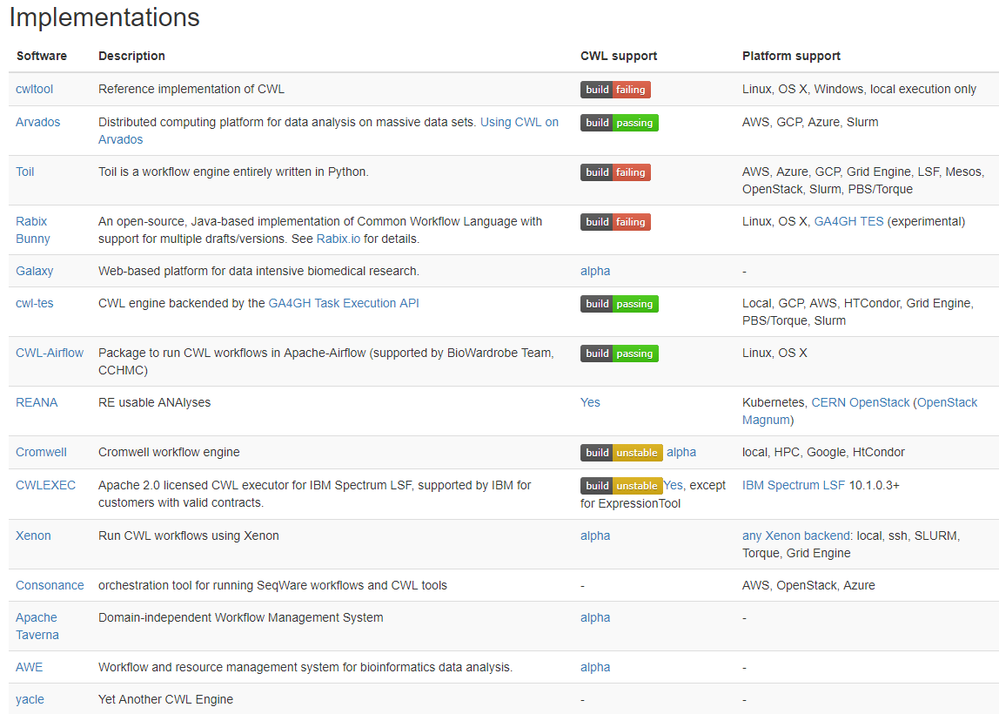 Implementations
Software Description CWL support Platform support
cwltool Reference implementation of CWL build failing Linux, OS X, Windows, local execution only
Arvados Distributed computing platform for data analysis on massive data sets. Using CWL on build passing AWS, GCP, Azure, Slurm
Arvados
Toil Toil is a workflow engine entirely written in Python. build failing AWS, Azure, GCP, Grid Engine, LSF, Mesos,
OpenStack, Slurm, PBS/Torque
Rabix An open-source, Java-based implementation of Common Workflow Language with build failing Linux, OS X, GA4GH TES (experimental)
Bunny support for multiple drafts/versions. See Rabix.io for details.
Galaxy Web-based platform for data intensive biomedical research. alpha -
cwl-tes CWL engine backended by the GA4GH Task Execution API build passing Local, GCP, AWS, HTCondor, Grid Engine,
PBS/Torque, Slurm
CWL-Airflow Package to run CWL workflows in Apache-Airflow (supported by BioWardrobe Team, build passing Linux, OS X
CCHMC)
REANA RE usable ANAlyses Yes Kubernetes, CERN OpenStack (OpenStack
Magnum)
Cromwell Cromwell workflow engine build unstable alpha local, HPC, Google, HtCondor
CWLEXEC Apache 2.0 licensed CWL executor for IBM Spectrum LSF, supported by IBM for build unstable Yes, except IBM Spectrum LSF 10.1.0.3+
customers with valid contracts. for ExpressionTool
Xenon Run CWL workflows using Xenon alpha any Xenon backend: local, ssh, SLURM,
Torque, Grid Engine
Consonance orchestration tool for running SeqWare workflows and CWL tools - AWS, OpenStack, Azure
Apache Domain-independent Workflow Management System alpha -
Taverna
AWE Workflow and resource management system for bioinformatics data analysis. alpha -
yacle Yet Another CWL Engine - -